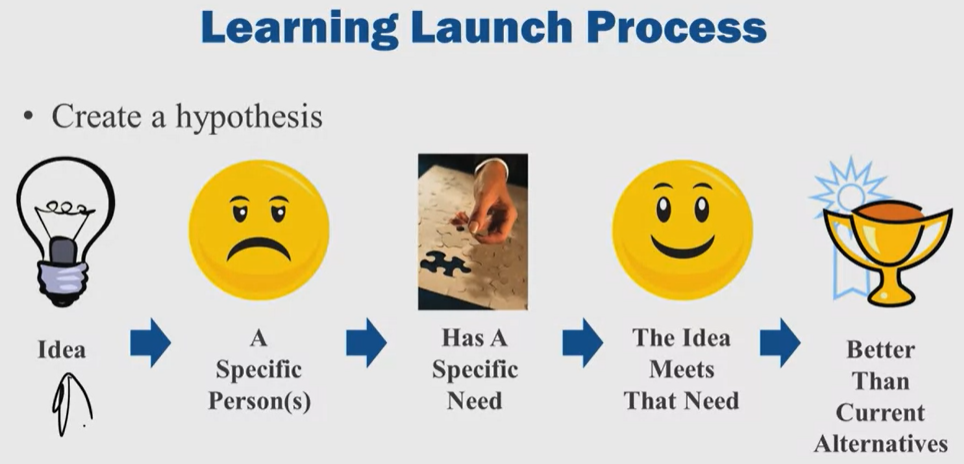 Learning Launch Process
• Create a hypothesis
Idea
A
Specific
Person(s)
Has A
Specific
Need
The Idea
Meets
That Need
Better
Than
Current
Alternatives